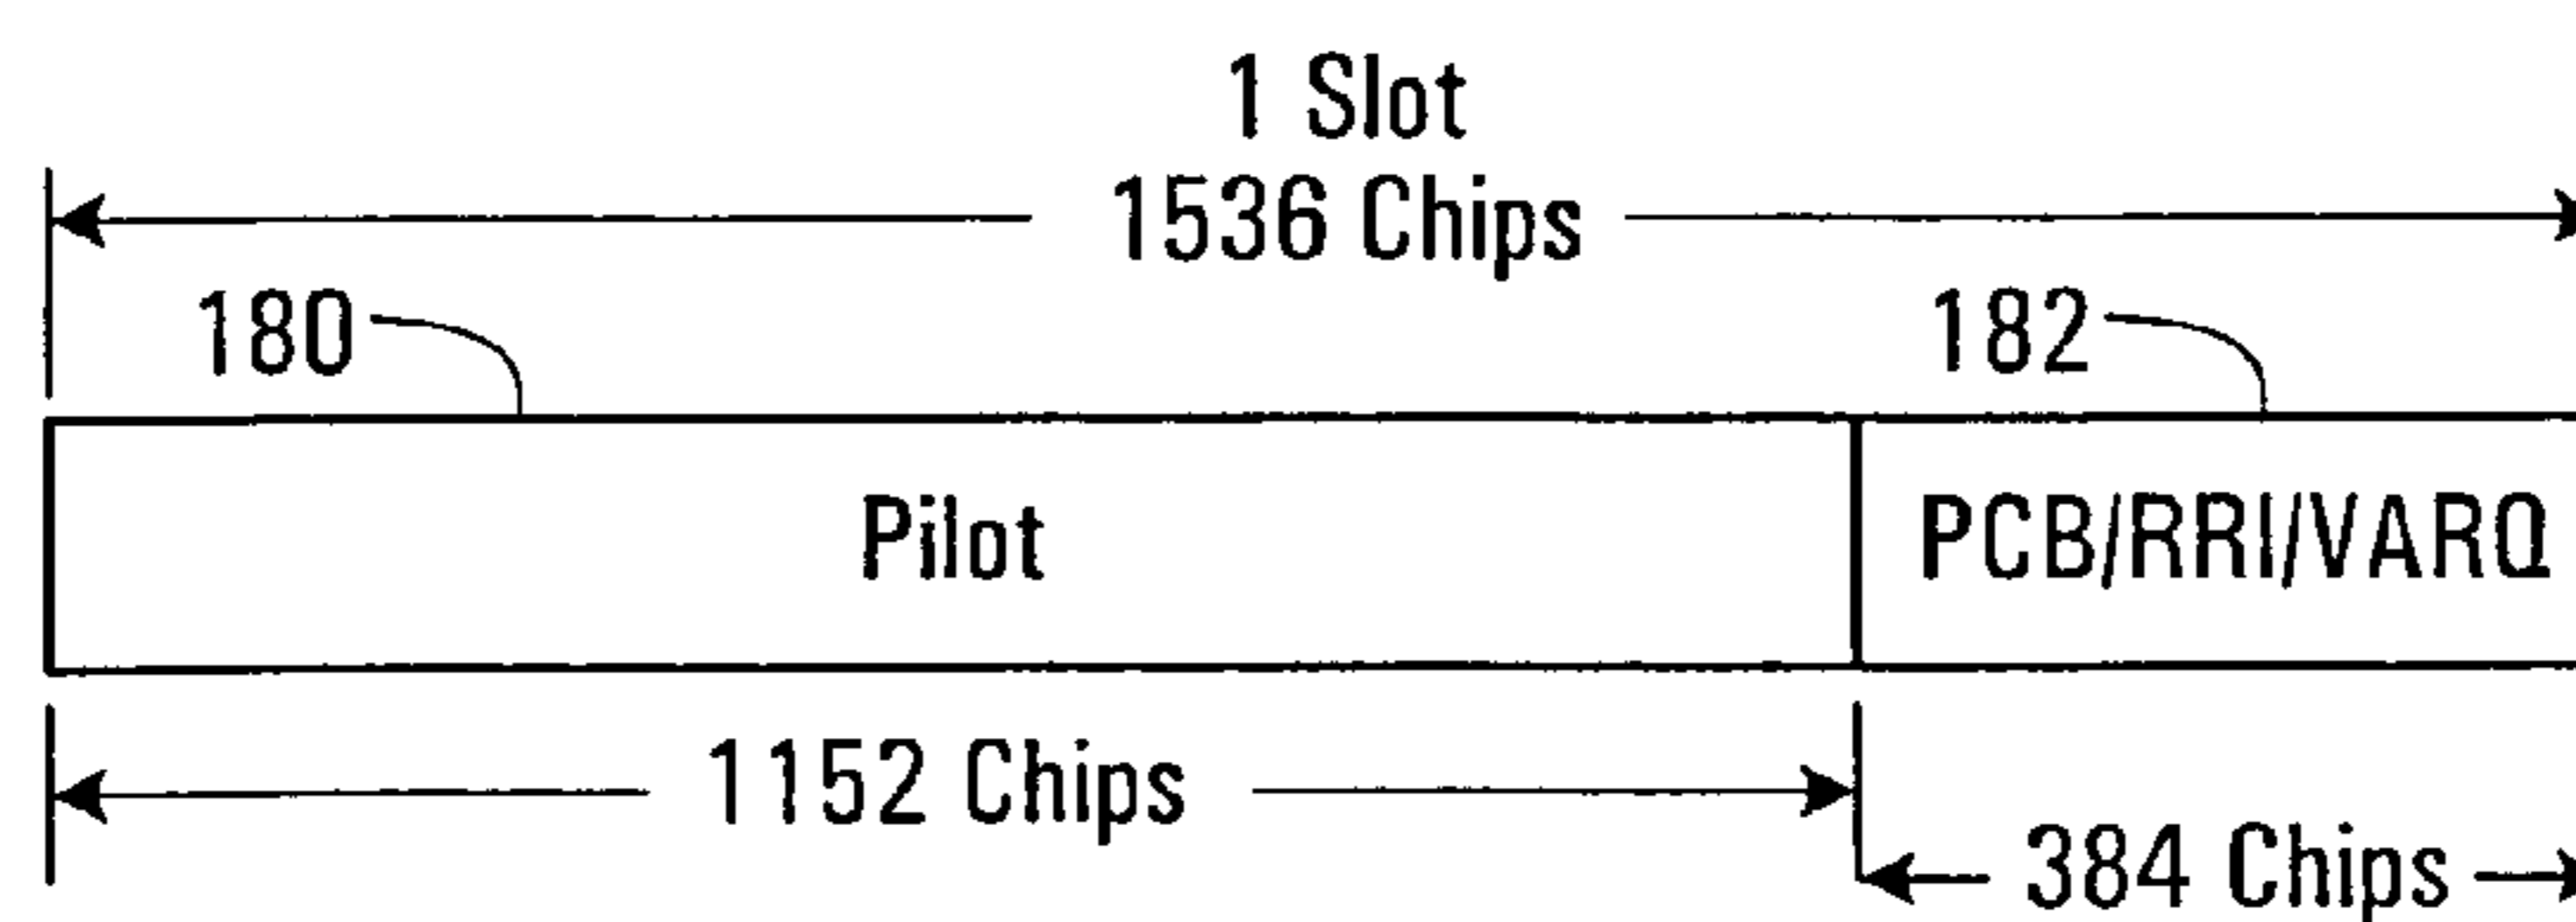 1 Slot
1536 Chips
180 182
Pilot PCB/RRI/VARQ
1152 Chips
384 Chips